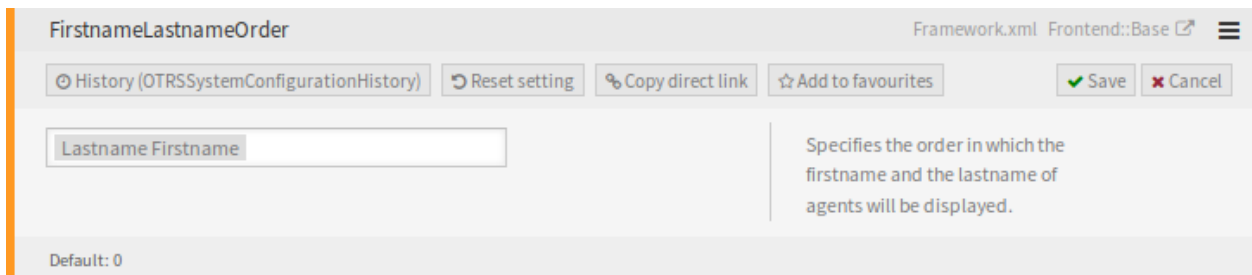 FirstnameLastnameOrder Framework.xml Frontend::Base
History (OTRSSystemConfigurationHistory) Reset setting Copy direct link Add to favourites Save Cancel
Lastname Firstname
Specifies the order in which the
firstname and the lastname of
agents will be displayed.
Default: 0